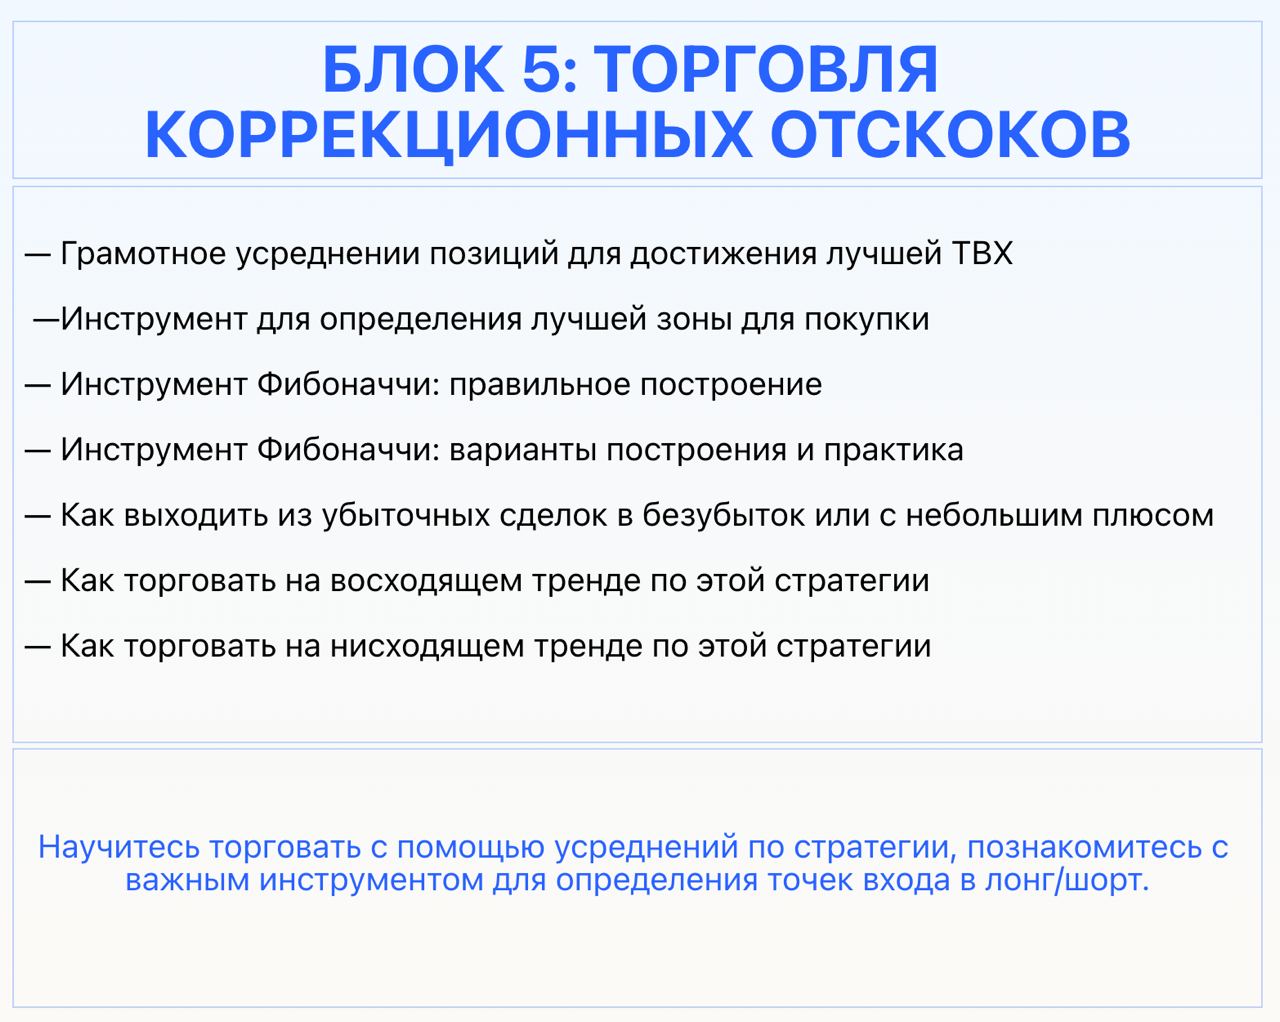 БЛОК 5: ТОРГОВЛЯ
КОРРЕКЦИОННЫХ ОТСКОКОВ
— Грамотное усреднении позиций для достижения лучшей ТВХ
—Инструмент для определения лучшей зоны для покупки
— Инструмент Фибоначчи: правильное построение
— Инструмент Фибоначчи: варианты построения и практика
— Как выходить из убыточных сделок в безубыток или с небольшим плюсом
— Как торговать на восходящем тренде по этой стратегии
— Как торговать на нисходящем тренде по этой стратегии
Научитесь торговать с помощью усреднений по стратегии, познакомитесь с
важным инструментом для определения точек входа в лонг/шорт.